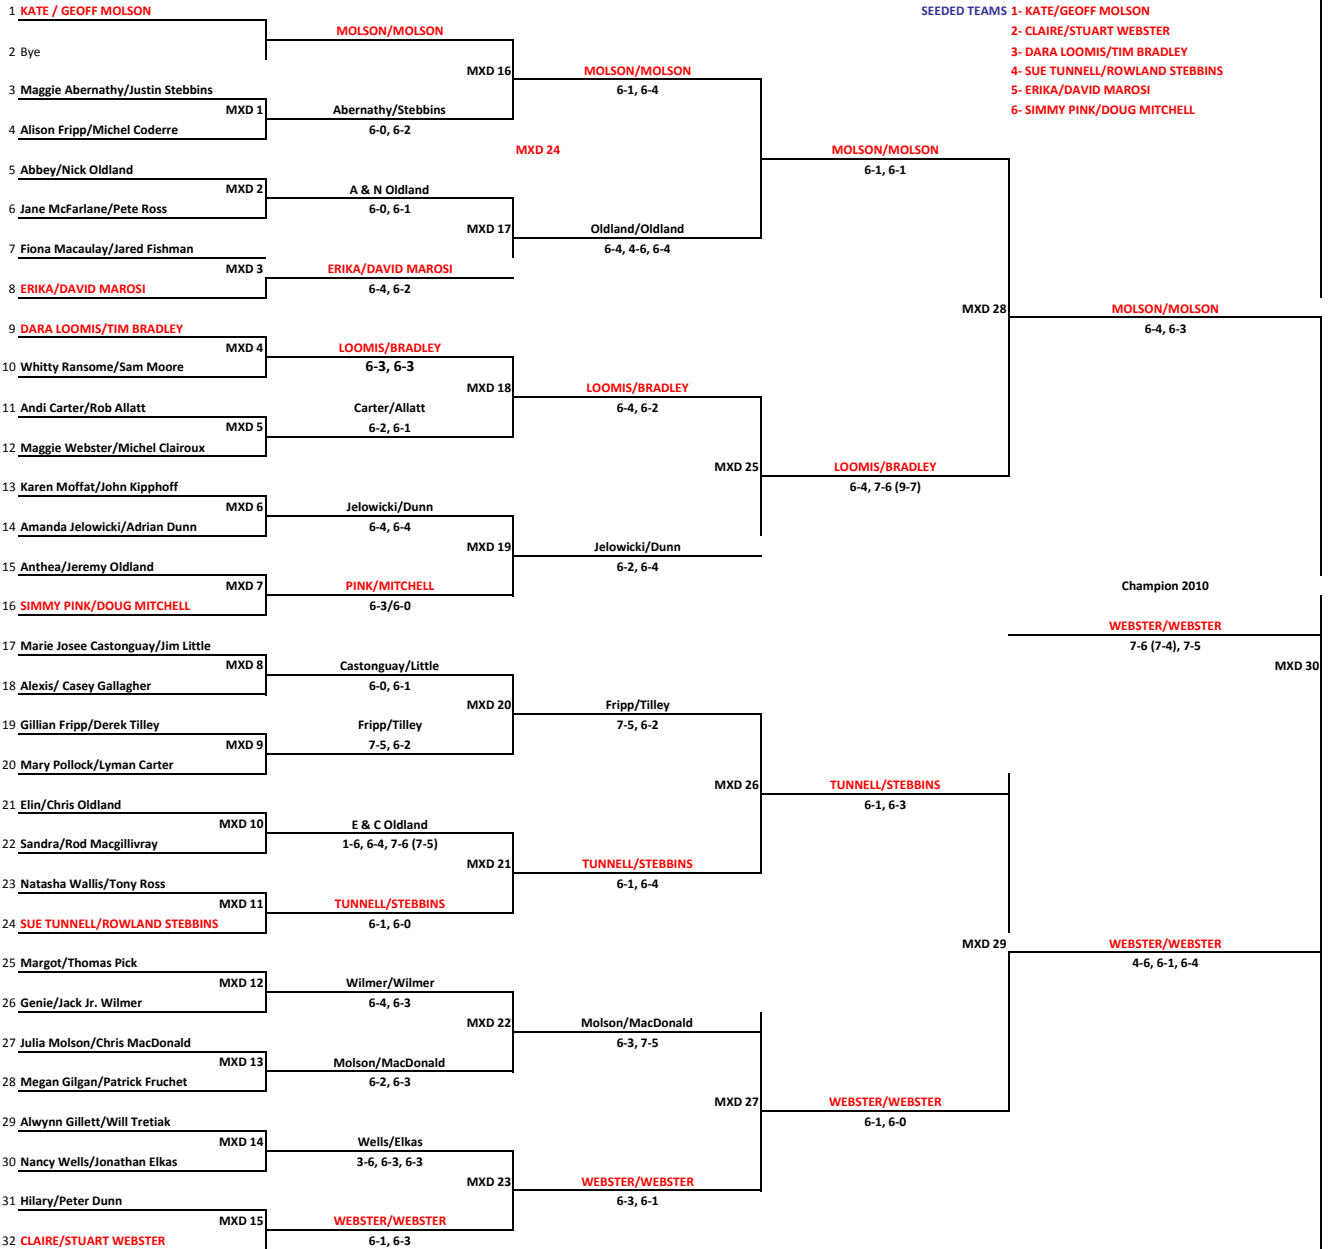 1 KATE / GEOFF MOLSON
SEEDED TEAMS 1- KATE/GEOFF MOLSON
MOLSON/MOLSON
2- CLAIRE/STUART WEBSTER
2 Bye
3- DARA LOOMIS/TIM BRADLEY
MXD 16
MOLSON/MOLSON
4- SUE TUNNELL/ROWLAND STEBBINS
3 Maggie Abernathy/Justin Stebbins
6-1, 6-4
5- ERIKA/DAVID MAROSI
MXD 1
Abernathy/Stebbins
6- SIMMY PINK/DOUG MITCHELL
4 Alison Fripp/Michel Coderre
6-0, 6-2
MXD 24
MOLSON/MOLSON
5 Abbey/Nick Oldland
6-1, 6-1
MXD 2
A & N Oldland
6 Jane McFarlane/Pete Ross
6-0, 6-1
MXD 17
Oldland/Oldland
7 Fiona Macaulay/Jared Fishman
6-4, 4-6, 6-4
MXD 3
ERIKA/DAVID MAROSI
8 ERIKA/DAVID MAROSI
6-4, 6-2
MXD 28
MOLSON/MOLSON
9 DARA LOOMIS/TIM BRADLEY
6-4, 6-3
MXD 4
LOOMIS/BRADLEY
10 Whitty Ransome/Sam Moore
6-3, 6-3
MXD 18
LOOMIS/BRADLEY
11 Andi Carter/Rob Allatt
Carter/Allatt
6-4, 6-2
MXD 5
6-2, 6-1
12 Maggie Webster/Michel Clairoux
MXD 25
LOOMIS/BRADLEY
13 Karen Moffat/John Kipphoff
6-4, 7-6 (9-7)
MXD 6
Jelowicki/Dunn
14 Amanda Jelowicki/Adrian Dunn
6-4, 6-4
MXD 19
Jelowicki/Dunn
15 Anthea/Jeremy Oldland
6-2, 6-4
MXD 7
PINK/MITCHELL
Champion 2010
16 SIMMY PINK/DOUG MITCHELL
6-3/6-0
WEBSTER/WEBSTER
17 Marie Josee Castonguay/Jim Little
7-6 (7-4), 7-5
MXD 8
Castonguay/Little
MXD 30
18 Alexis/ Casey Gallagher
6-0, 6-1
MXD 20
Fripp/Tilley
19 Gillian Fripp/Derek Tilley
Fripp/Tilley
7-5, 6-2
MXD 9
7-5, 6-2
20 Mary Pollock/Lyman Carter
MXD 26
TUNNELL/STEBBINS
21 Elin/Chris Oldland
6-1, 6-3
MXD 10
E & C Oldland
22 Sandra/Rod Macgillivray
1-6, 6-4, 7-6 (7-5)
MXD 21
TUNNELL/STEBBINS
23 Natasha Wallis/Tony Ross
6-1, 6-4
MXD 11
TUNNELL/STEBBINS
24 SUE TUNNELL/ROWLAND STEBBINS
6-1, 6-0
MXD 29
WEBSTER/WEBSTER
25 Margot/Thomas Pick
4-6, 6-1, 6-4
MXD 12
Wilmer/Wilmer
26 Genie/Jack Jr. Wilmer
6-4, 6-3
MXD 22
Molson/MacDonald
27 Julia Molson/Chris MacDonald
6-3, 7-5
MXD 13
Molson/MacDonald
28 Megan Gilgan/Patrick Fruchet
6-2, 6-3
MXD 27
WEBSTER/WEBSTER
29 Alwynn Gillett/Will Tretiak
6-1, 6-0
MXD 14
Wells/Elkas
30 Nancy Wells/Jonathan Elkas
3-6, 6-3, 6-3
MXD 23
WEBSTER/WEBSTER
31 Hilary/Peter Dunn
6-3, 6-1
MXD 15
WEBSTER/WEBSTER
32 CLAIRE/STUART WEBSTER
6-1, 6-3